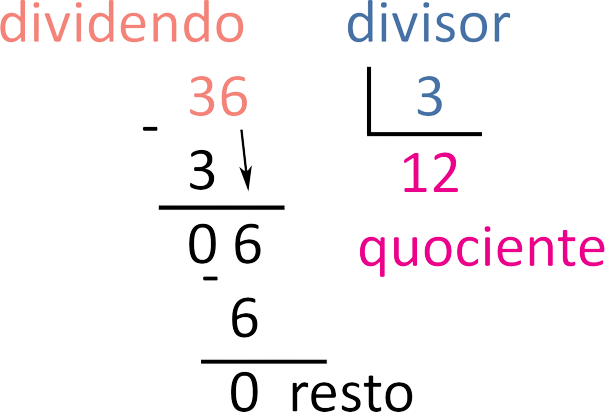 dividendo divisor
36 3
- 3 12
0 6 quociente
- 6
0 resto